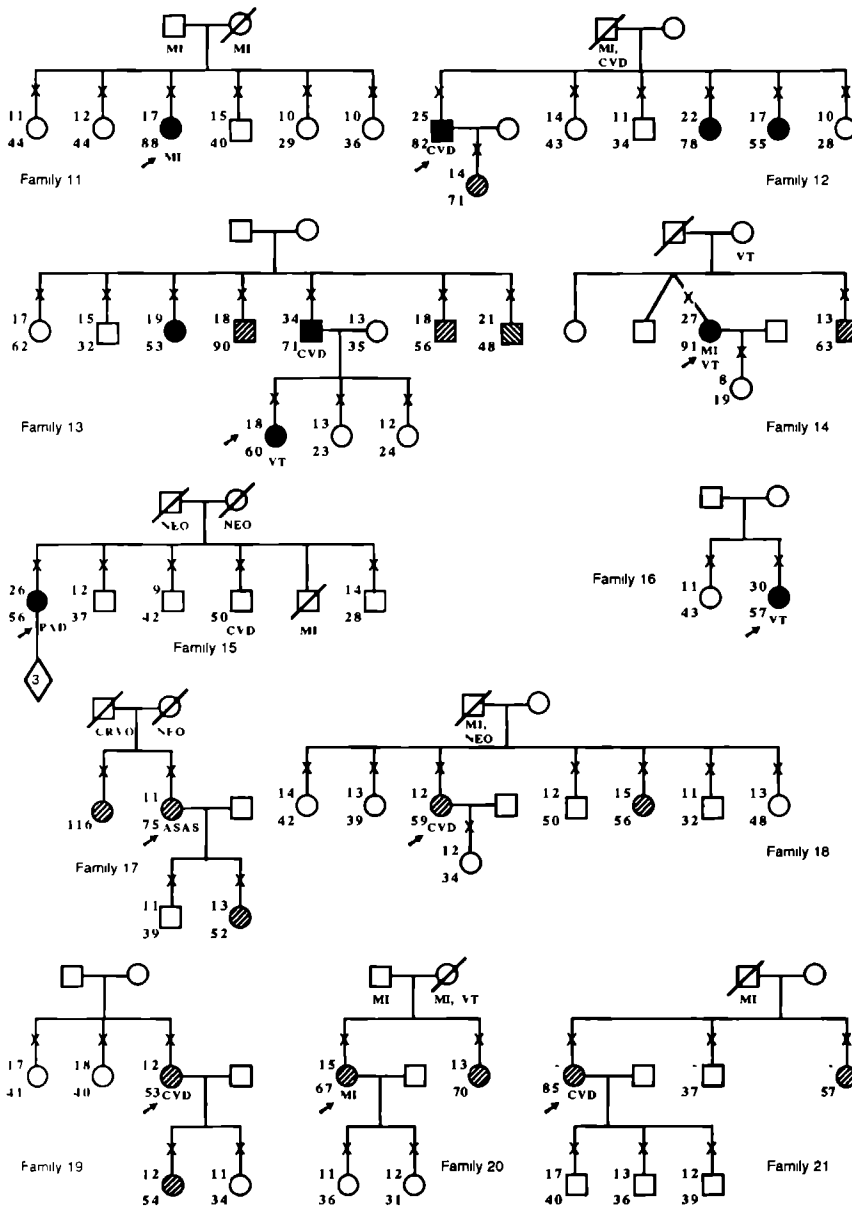 MI MI
11 12 17 15 10 10
44 44 88 40 29 36
MI
Family 11
MI,
CVD
25 14 11 22 17 10
82 43 34 78 55 28
CVD
14
71
Family 12
17 15 19 18 34 13 18 21
62 32 53 90 71 35 56 48
CVD
18 13 12
60 23 24
VT
Family 13
VT
27 13
91 63
MI
VT
8
19
Family 14
NEO NEO
26 12 9 14
56 37 42 50 28
PAD CVD MI
3
Family 15
Family 16
11 30
43 57
VT
CRVO NEO
11
116 75 ASAS
Family 17
11 13
39 52
MI,
NEO
14 13 12 12 15 11 13
42 39 59 50 56 32 48
CVD
12
34
Family 18
17 18 12
41 40 53 CVD
12 11
54 34
Family 19
MI MI, VT
15 13
67 MI 70
11 12
36 31
Family 20
MI
85 CVD 37 57
17 13 12
40 36 39
Family 21